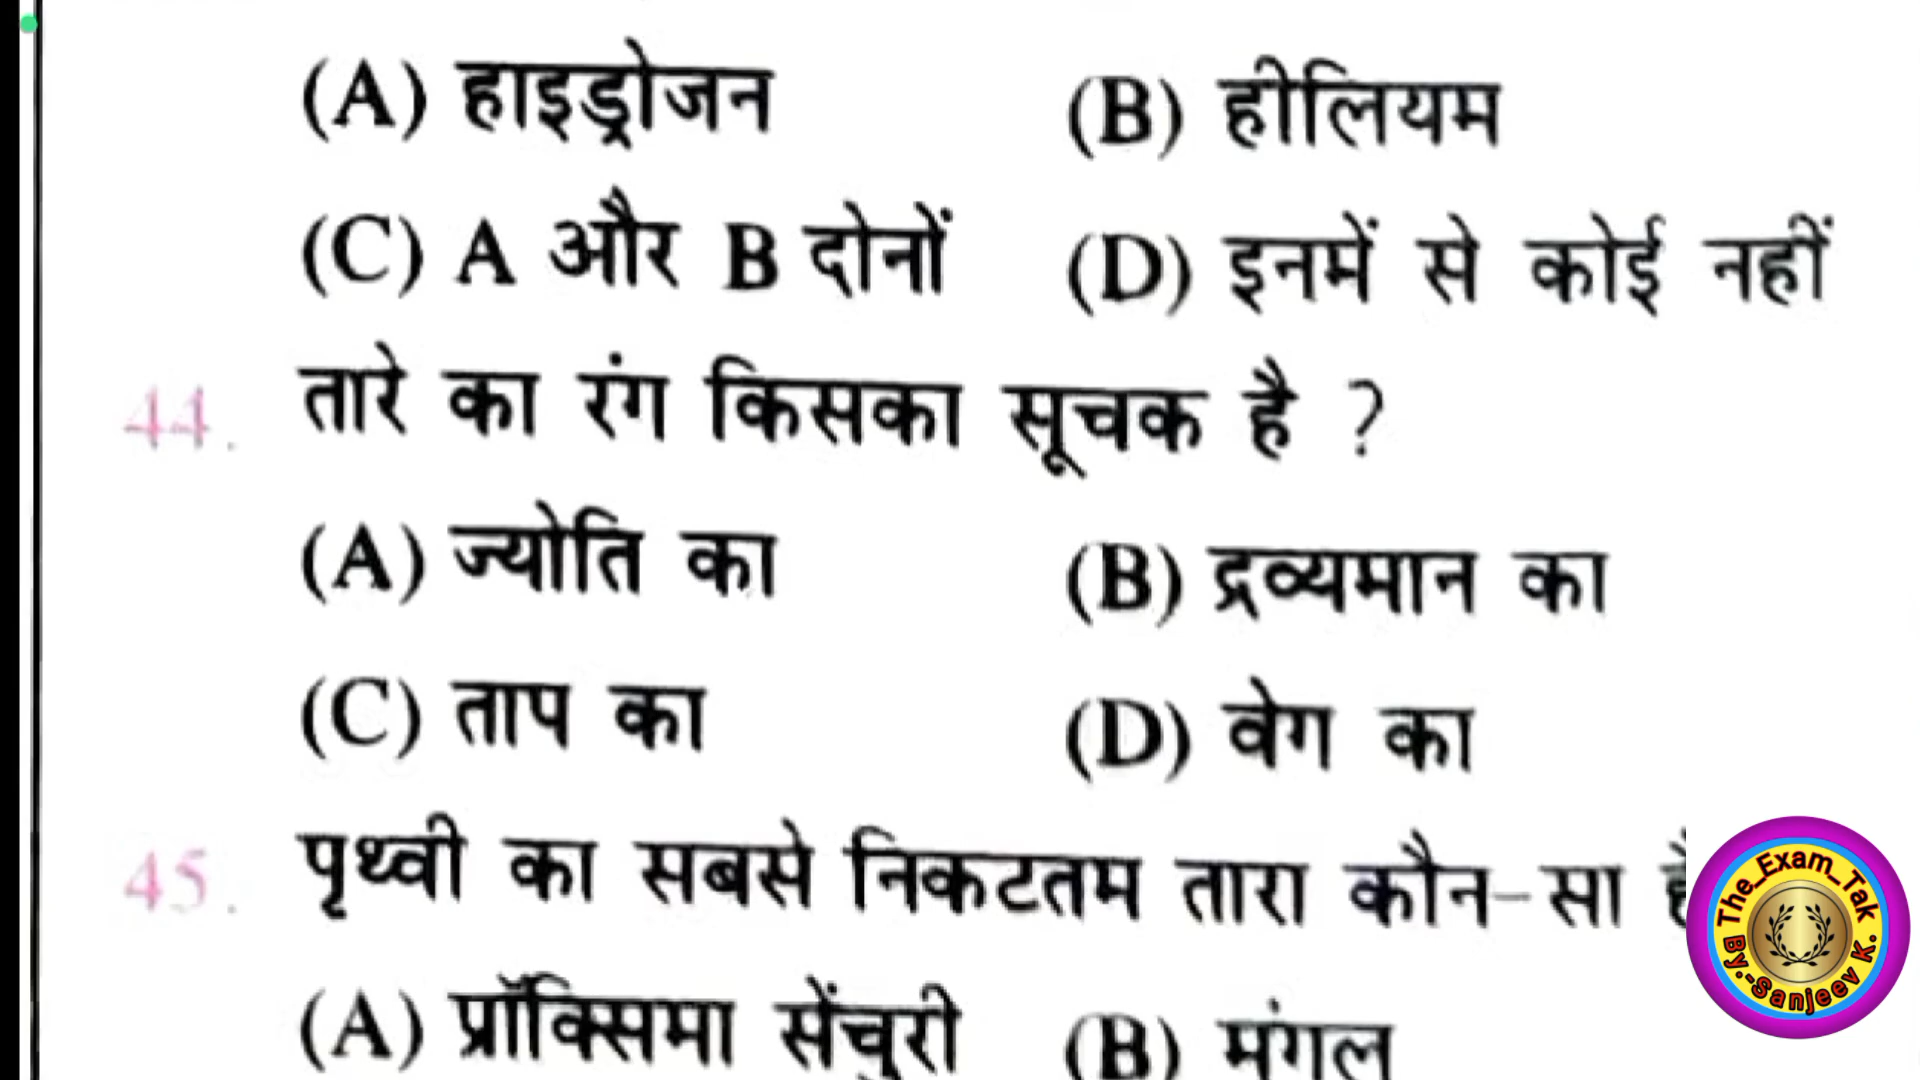 (A) हाइड्रोजन (B) हीलियम
(C) A और B दोनों (D) इनमें से कोई नहीं
44. तारे का रंग किसका सूचक है ?
(A) ज्योति का (B) द्रव्यमान का
(C) ताप का (D) वेग का
45. पृथ्वी का सबसे निकटतम तारा कौन-सा
(A) प्रॉक्सिमा सेंचुरी (B) मंगल
The_Exam_Tak
By.-Sanjeev K.